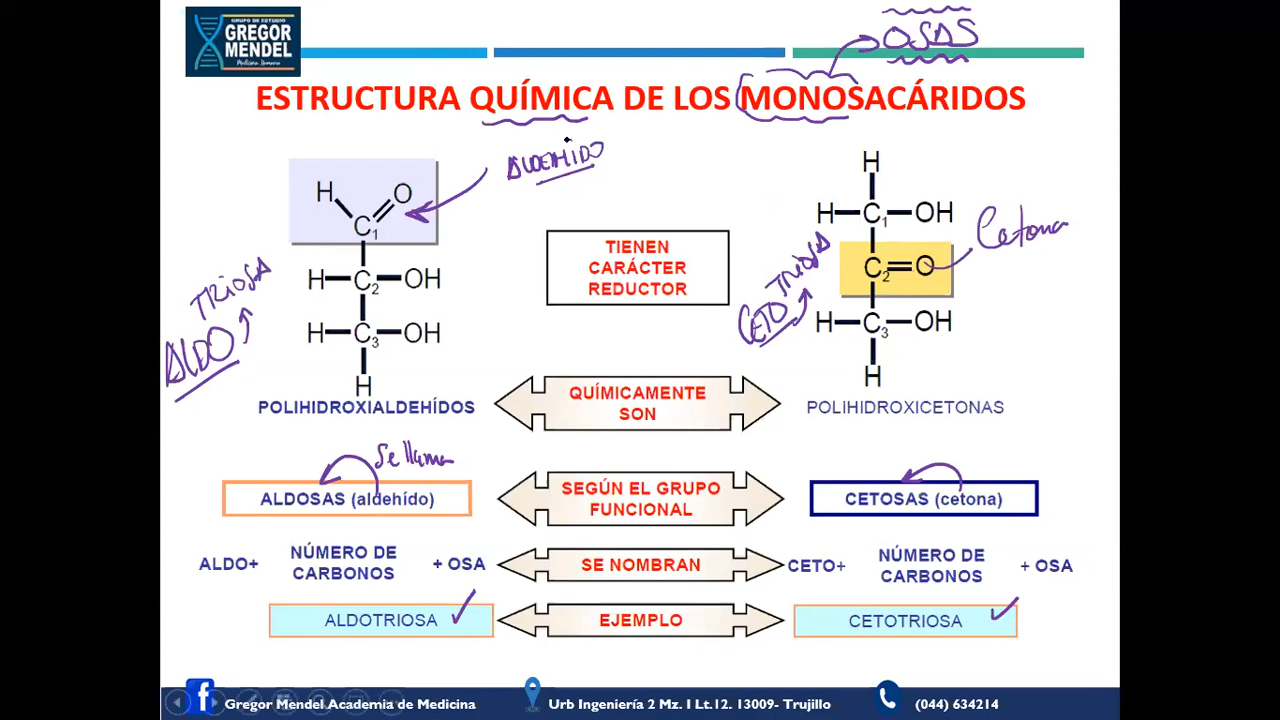 GRUPO DE ESTUDIO
GREGOR
MENDEL
Medicina Humana
OSAS
ESTRUCTURA QUÍMICA DE LOS MONOSACÁRIDOS
ALDEHIDO
H O
C1
H C2 OH
H C3 OH
H
TRIOSA
ALDO
TIENEN
CARÁCTER
REDUCTOR
H
H C1 OH
C2 O
H C3 OH
H
Cetona
TRIOSA
CETO
POLIHIDROXIALDEHÍDOS
QUÍMICAMENTE
SON
POLIHIDROXICETONAS
Se llama
ALDOSAS (aldehído)
SEGÚN EL GRUPO
FUNCIONAL
CETOSAS (cetona)
ALDO+
NÚMERO DE
CARBONOS
+ OSA
SE NOMBRAN
CETO+
NÚMERO DE
CARBONOS
+ OSA
ALDOTRIOSA
EJEMPLO
CETOTRIOSA
f
Gregor Mendel Academia de Medicina
Urb Ingeniería 2 Mz. I Lt.12. 13009- Trujillo
(044) 634214